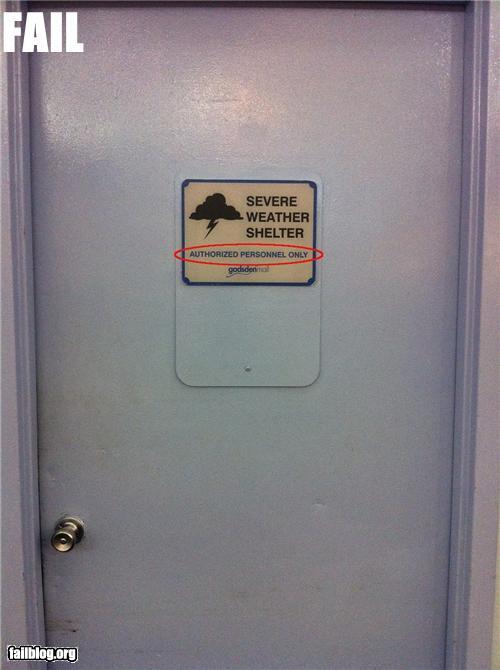 FAIL
SEVERE
WEATHER
SHELTER
AUTHORIZED PERSONNEL ONLY
gadsdenmall
failblog.org